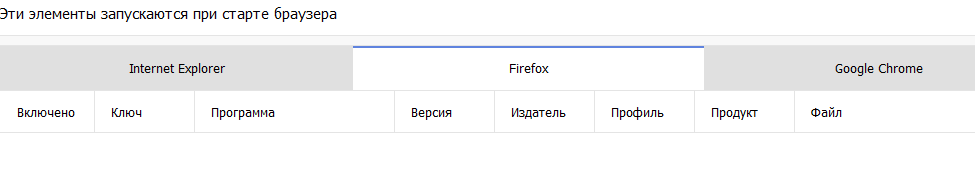 Эти элементы запускаются при старте браузера
Internet Explorer Firefox Google Chrome
Включено Ключ Программа Версия Издатель Профиль Продукт Файл